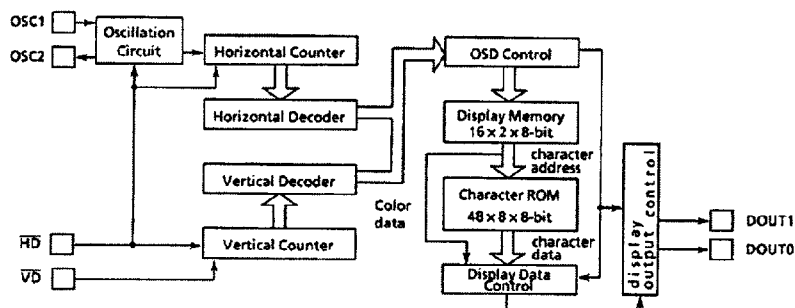 OSC1
OSC2
Oscillation
Circuit
Horizontal Counter
Horizontal Decoder
Vertical Decoder
Vertical Counter
HD
VD
OSD Control
Display Memory
16 x 2 x 8-bit
character
address
Character ROM
48 x 8 x 8-bit
Color
data
character
data
Display Data
Control
display
output control
DOUT1
DOUT0